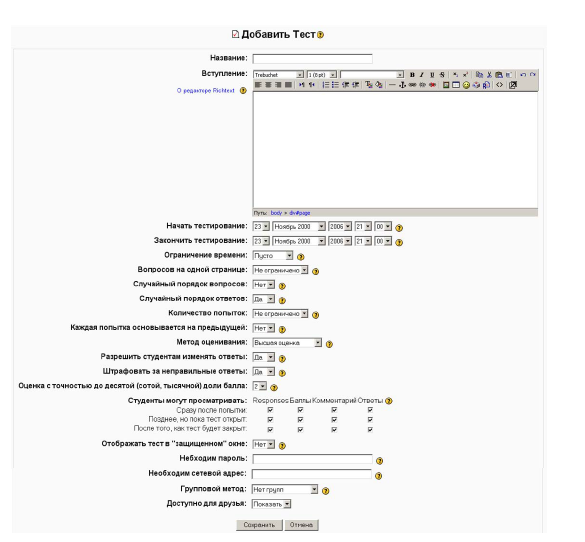 Добавить Тест
Название:
Вступление: Trebuchet 1 (8 pt) B I U S
О редакторе Richtext
Путь: body » div#page
Начать тестирование: 23 Ноябрь 2000 2006 21 00
Закончить тестирование: 23 Ноябрь 2000 2006 21 00
Ограничение времени: Пусто
Вопросов на одной странице: Не ограничено
Случайный порядок вопросов: Нет
Случайный порядок ответов: Да
Количество попыток: Не ограничено
Каждая попытка основывается на предыдущей: Нет
Метод оценивания: Высшая оценка
Разрешить студентам изменять ответы: Да
Штрафовать за неправильные ответы: Да
Оценка с точностью до десятой (сотой, тысячной) доли балла: 2
Студенты могут просматривать: Responses Баллы Комментарий Ответы
Сразу после попытки:
Позднее, но пока тест открыт:
После того, как тест будет закрыт:
Отображать тест в "защищенном" окне: Нет
Небходим пароль:
Необходим сетевой адрес:
Групповой метод: Нет групп
Доступно для друзья: Показать
Сохранить Отмена